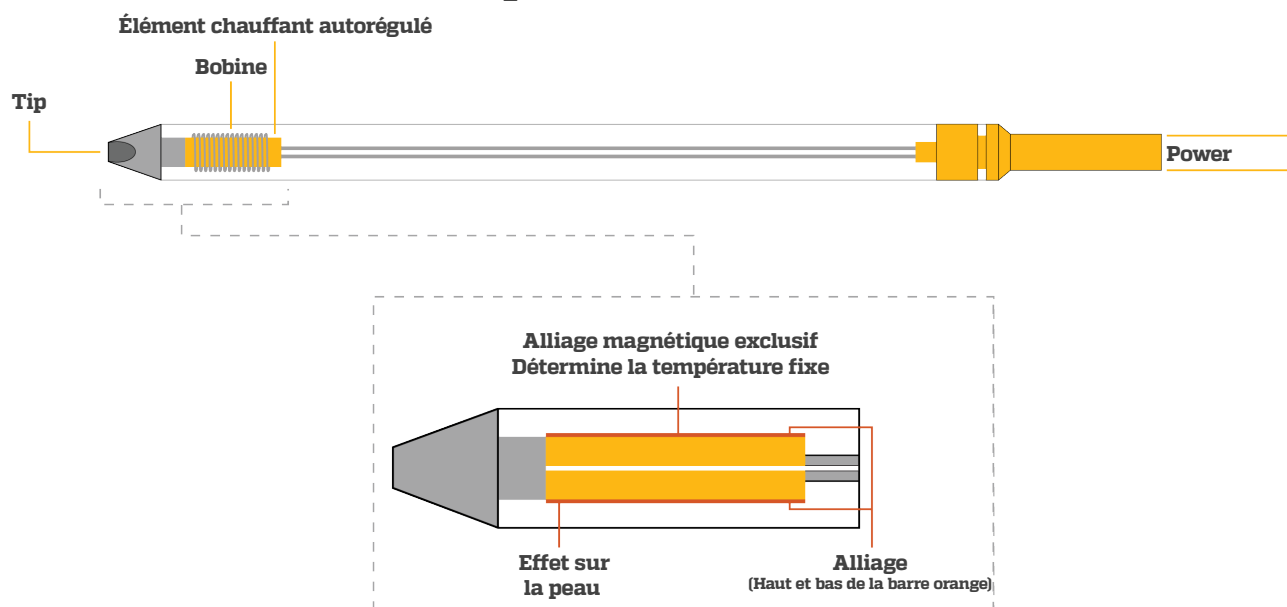 Élément chauffant autorégulé
Bobine
Tip
Power
Alliage magnétique exclusif
Détermine la température fixe
Effet sur
la peau
Alliage
(Haut et bas de la barre orange)